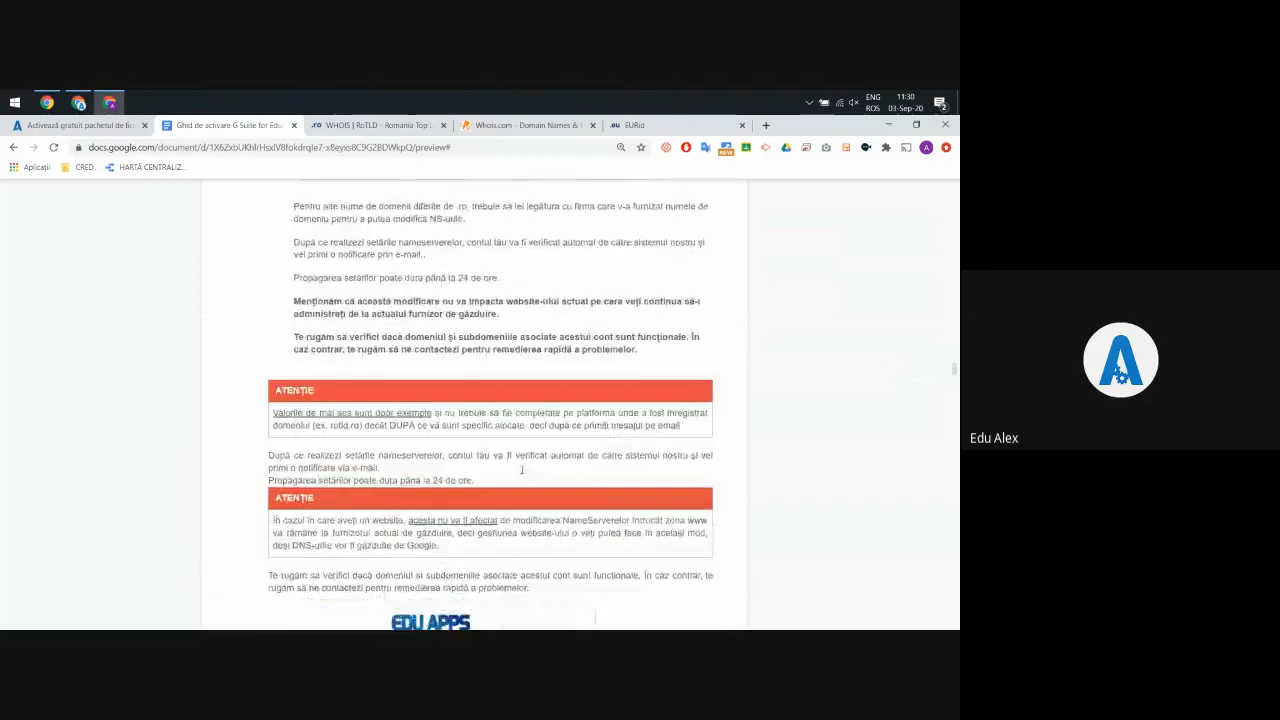 ENG
11:30
ROS
03-Sep-20
2
Activează gratuit pachetul de lice
Ghid de activare G Suite for Edu
.ro WHOIS | RoTLD - Romania Top L
Whois.com - Domain Names & I
.eu EURid
docs.google.com/document/d/
/preview#
NEW
A
Aplicații
CRED
HARTĂ CENTRALIZ...
Pentru alte nume de domenii diferite de .ro, trebuie să iei legătura cu firma care v-a furnizat numele de
domeniu pentru a putea modifica NS-urile.
După ce realizezi setările nameserverelor, contul tău va fi verificat automat de către sistemul nostru și
vei primi o notificare prin e-mail..
Propagarea setărilor poate dura până la 24 de ore.
Menționăm că această modificare nu va impacta website-ului actual pe care veți continua să-l
administrați de la actualul furnizor de găzduire.
Te rugăm să verifici dacă domeniul și subdomeniile asociate acestui cont sunt funcționale. În
caz contrar, te rugăm să ne contactezi pentru remedierea rapidă a problemelor.
ATENȚIE
Valorile de mai sus sunt doar exemple și nu trebuie să fie completate pe platforma unde a fost înregistrat
domeniul (ex. rotld.ro) decât DUPĂ ce vă sunt specific alocate, deci după ce primiți mesajul pe email
După ce realizezi setările nameserverelor, contul tău va fi verificat automat de către sistemul nostru și vei
primi o notificare via e-mail.
Propagarea setărilor poate dura până la 24 de ore.
ATENȚIE
În cazul în care aveți un website, acesta nu va fi afectat de modificarea NameServerelor întrucât zona www
va rămâne la furnizorul actual de găzduire, deci gestiunea website-ului o veți putea face în același mod,
deși DNS-urile vor fi găzduite de Google.
Te rugăm să verifici dacă domeniul și subdomeniile asociate acestui cont sunt funcționale. În caz contrar, te
rugăm să ne contactezi pentru remedierea rapidă a problemelor.
EDU APPS
Edu Alex